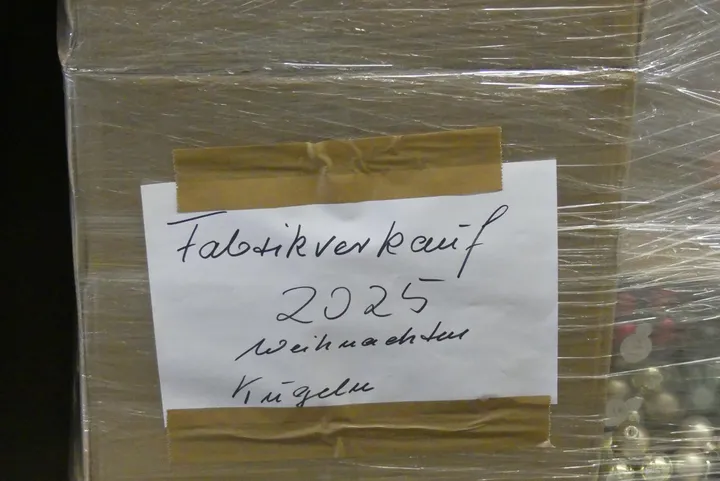 Fabrikverkauf
2025
Weihnachten
Kugeln